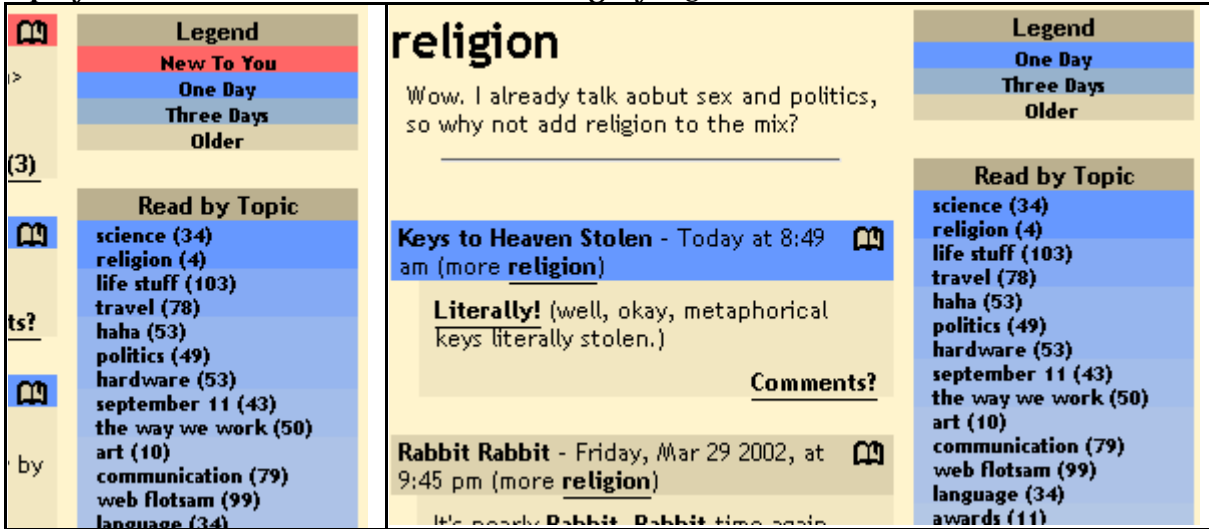 (3)
ts?
by
Legend
New To You
One Day
Three Days
Older
Read by Topic
science (34)
religion (4)
life stuff (103)
travel (78)
haha (53)
politics (49)
hardware (53)
september 11 (43)
the way we work (50)
art (10)
communication (79)
web flotsam (99)
language (34)
religion
Wow. I already talk aobut sex and politics,
so why not add religion to the mix?
Keys to Heaven Stolen - Today at 8:49
am (more religion)
Literally! (well, okay, metaphorical
keys literally stolen.)
Comments?
Rabbit Rabbit - Friday, Mar 29 2002, at
9:45 pm (more religion)
It's nearly Rabbit, Rabbit time again
Legend
One Day
Three Days
Older
Read by Topic
science (34)
religion (4)
life stuff (103)
travel (78)
haha (53)
politics (49)
hardware (53)
september 11 (43)
the way we work (50)
art (10)
communication (79)
web flotsam (99)
language (34)
awards (11)